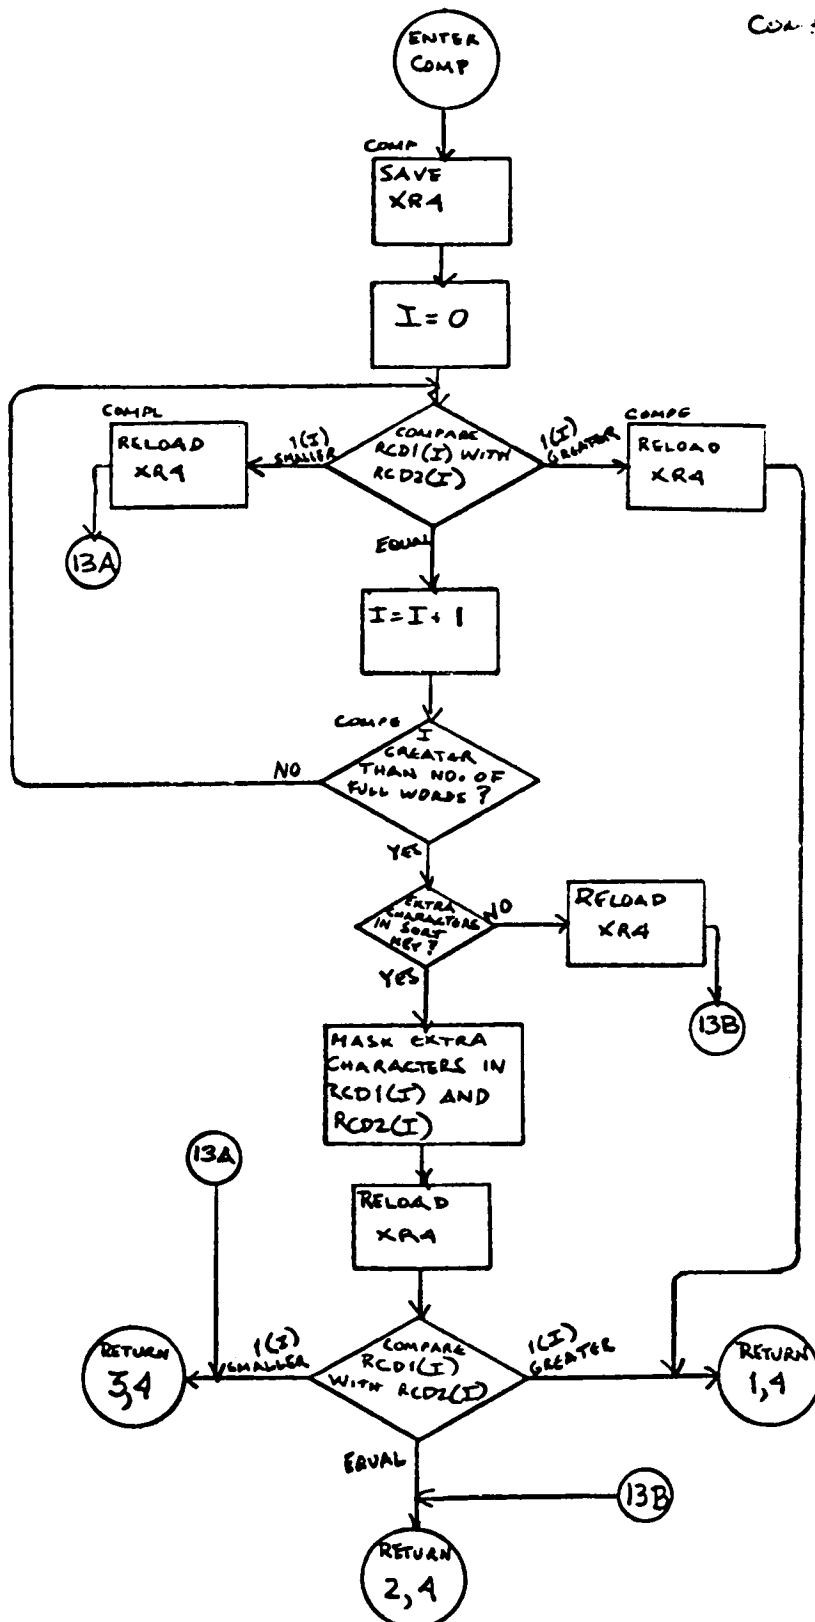 ENTER
COMP
COMP
SAVE
XR4
I = 0
COMPL
RELOAD
XR4
1(I)
SMALLER
COMPARE
RCD1(I) WITH
RCD2(I)
1(I)
GREATER
COMPG
RELOAD
XR4
13A
EQUAL
I = I + 1
COMPE
I
GREATER
THAN NO. OF
FULL WORDS?
NO
YES
EXTRA
CHARACTERS
IN SORT
KEY?
NO
RELOAD
XR4
YES
13B
MASK EXTRA
CHARACTERS IN
RCD1(I) AND
RCD2(I)
13A
RELOAD
XR4
RETURN
3,4
1(I)
SMALLER
COMPARE
RCD1(I)
WITH RCD2(I)
1(I)
GREATER
RETURN
1,4
EQUAL
13B
RETURN
2,4